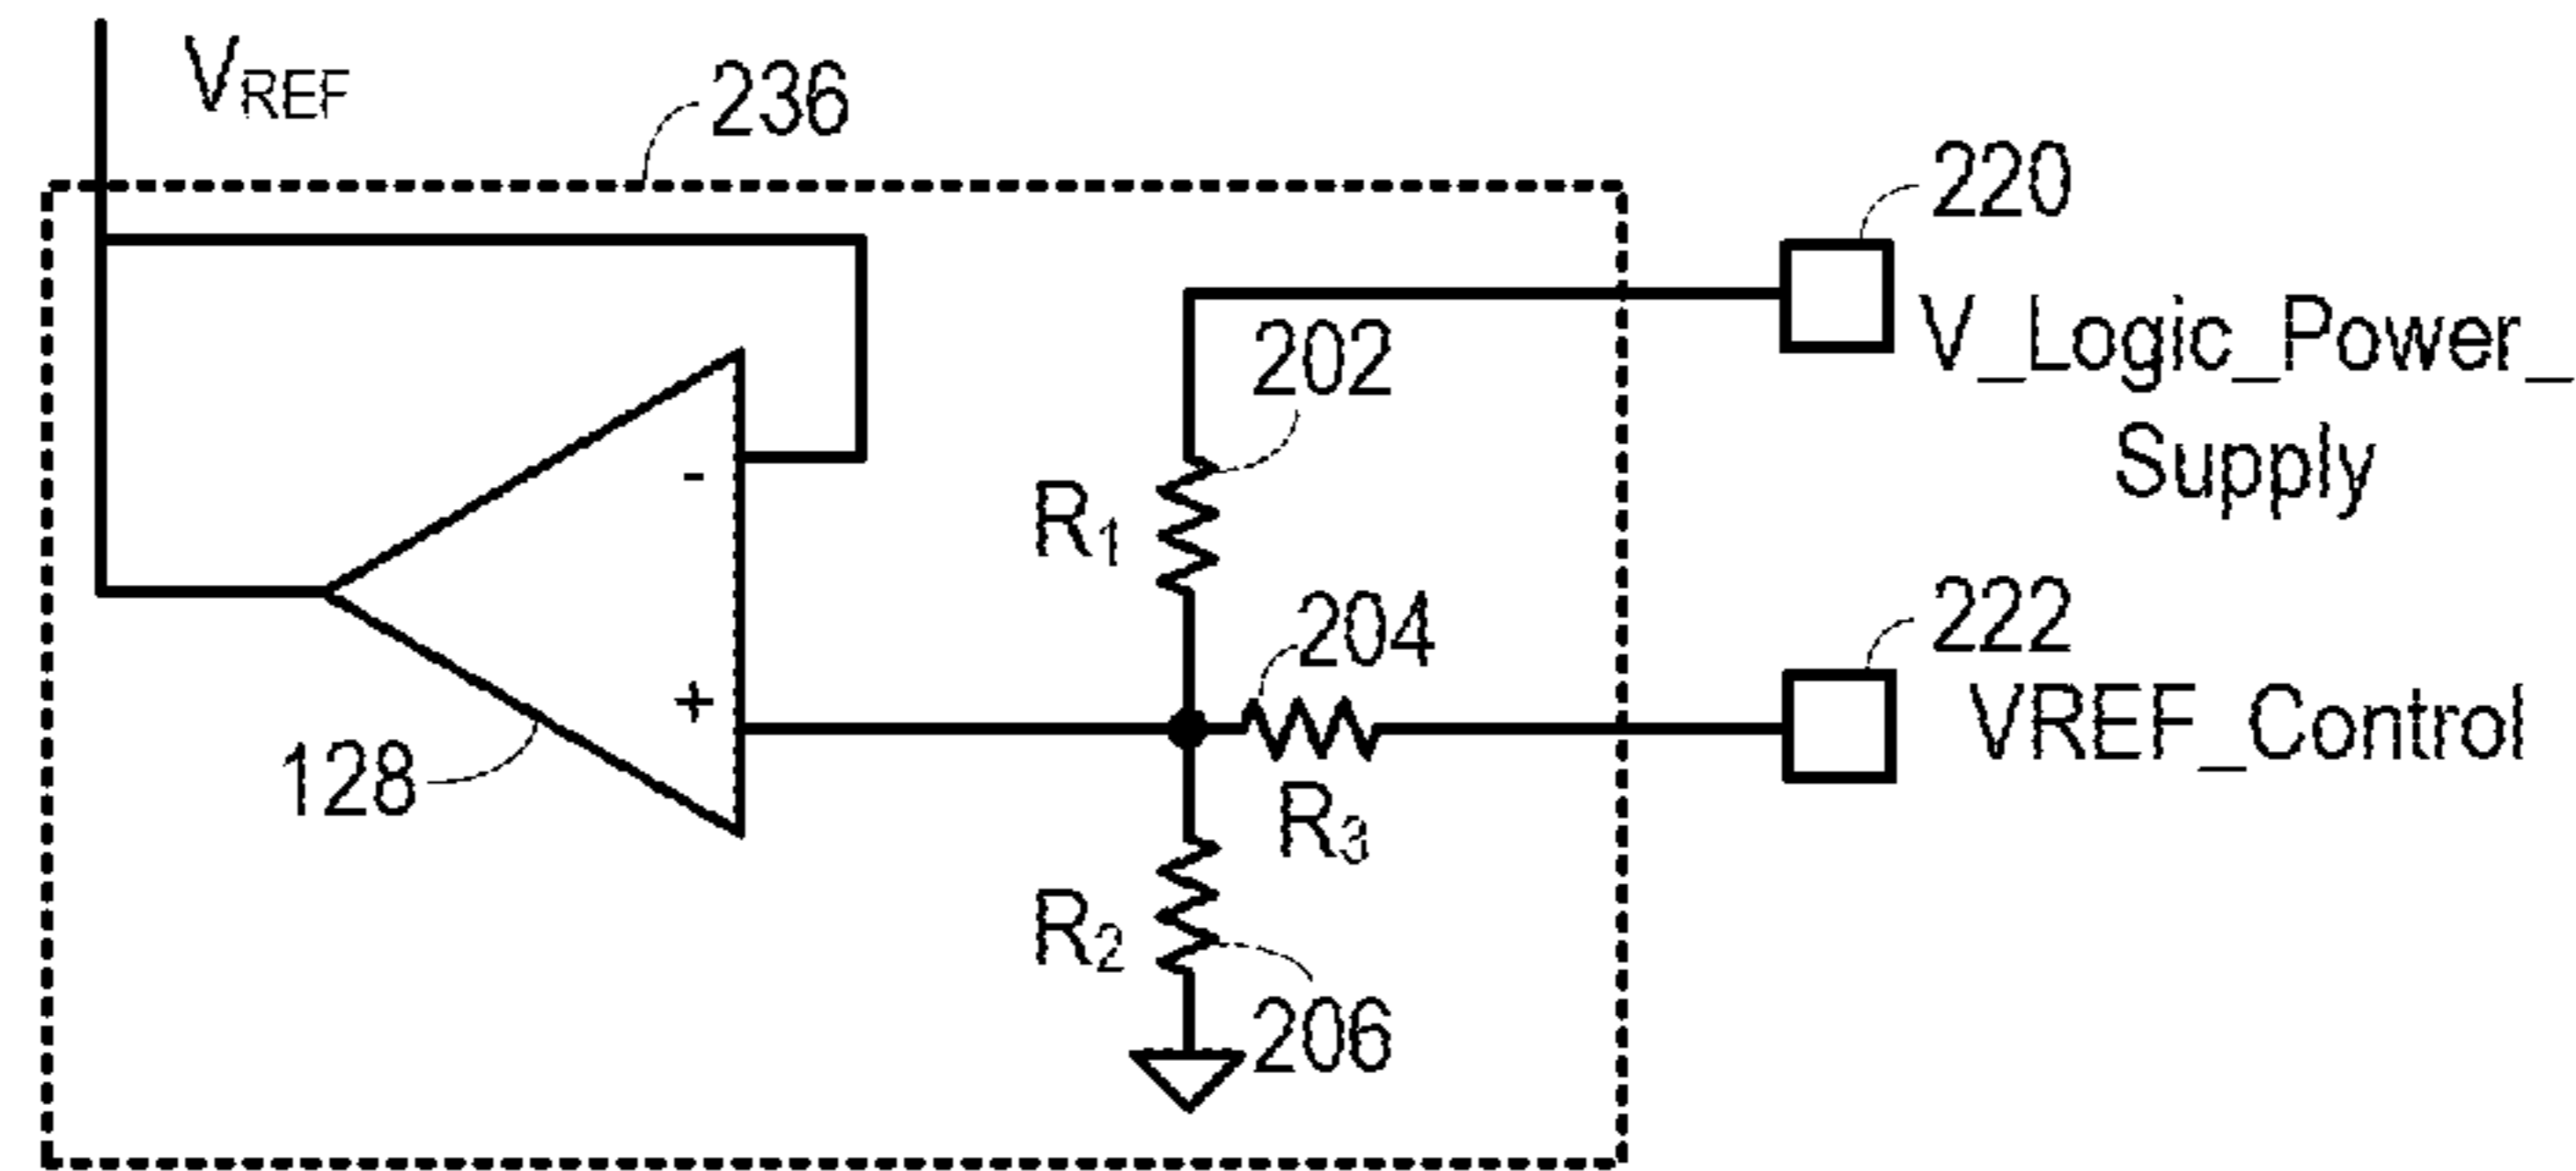 VREF
236
220
V_Logic_Power_
Supply
202
R1
-
204
222
VREF_Control
+
128
R3
R2
206